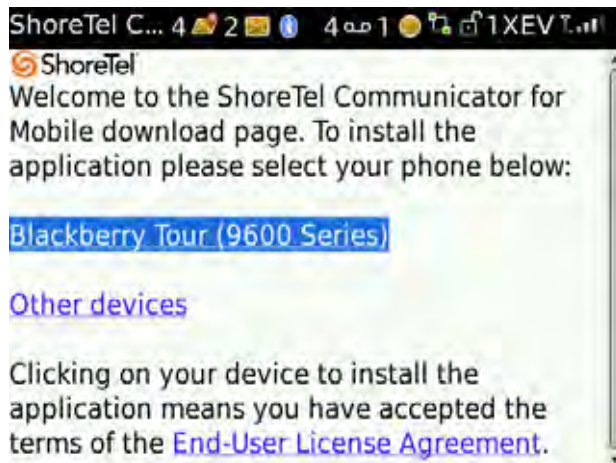 ShoreTel C... 4 2 4 1 1XEV
ShoreTel
Welcome to the ShoreTel Communicator for
Mobile download page. To install the
application please select your phone below:
Blackberry Tour (9600 Series)
Other devices
Clicking on your device to install the
application means you have accepted the
terms of the End-User License Agreement.